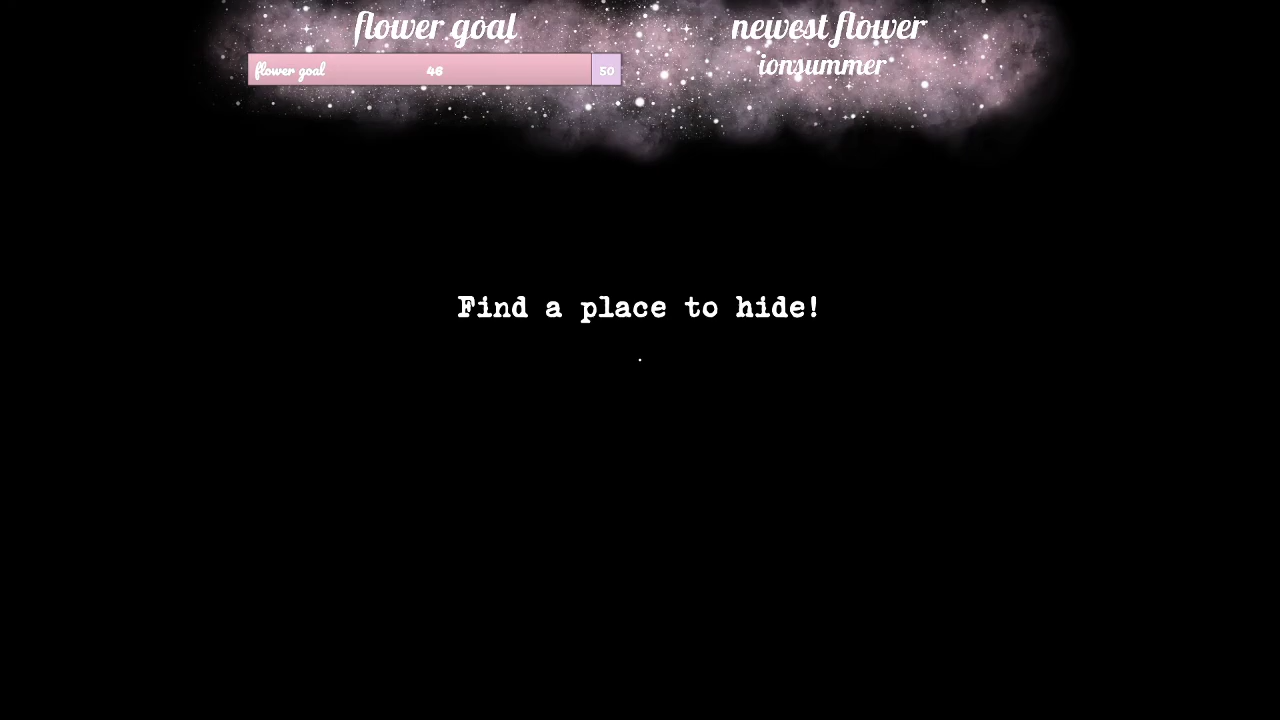 flower goal
flower goal 46 50
newest flower
ionsummer
Find a place to hide!